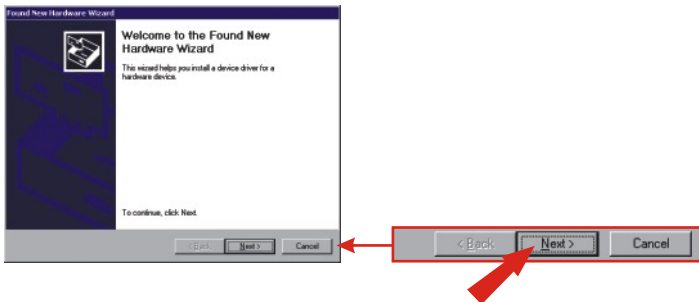 Found New Hardware Wizard
Welcome to the Found New
Hardware Wizard
This wizard helps you install a device driver for a
hardware device.
To continue, click Next.
< Back Next > Cancel
< Back Next > Cancel